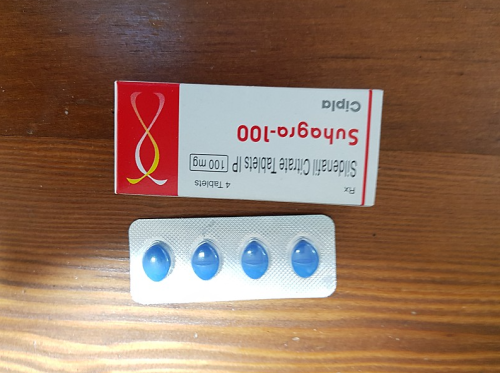 Rx
4 Tablets
Sildenafil Citrate Tablets IP 100 mg
Suhagra-100
Cipla